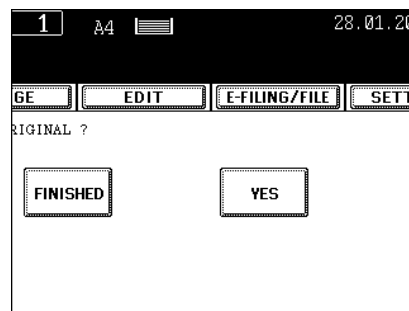 1 A4 28.01.20
GE EDIT E-FILING/FILE SETT
RIGINAL ?
FINISHED YES